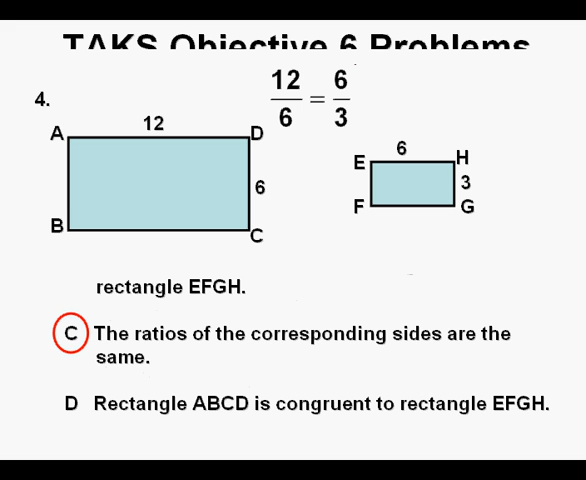 TAKS Objective 6 Problems
12 / 6 = 6 / 3
4.
12
A
D
6
B
C
6
E
H
3
F
G
rectangle EFGH.
C The ratios of the corresponding sides are the
same.
D Rectangle ABCD is congruent to rectangle EFGH.